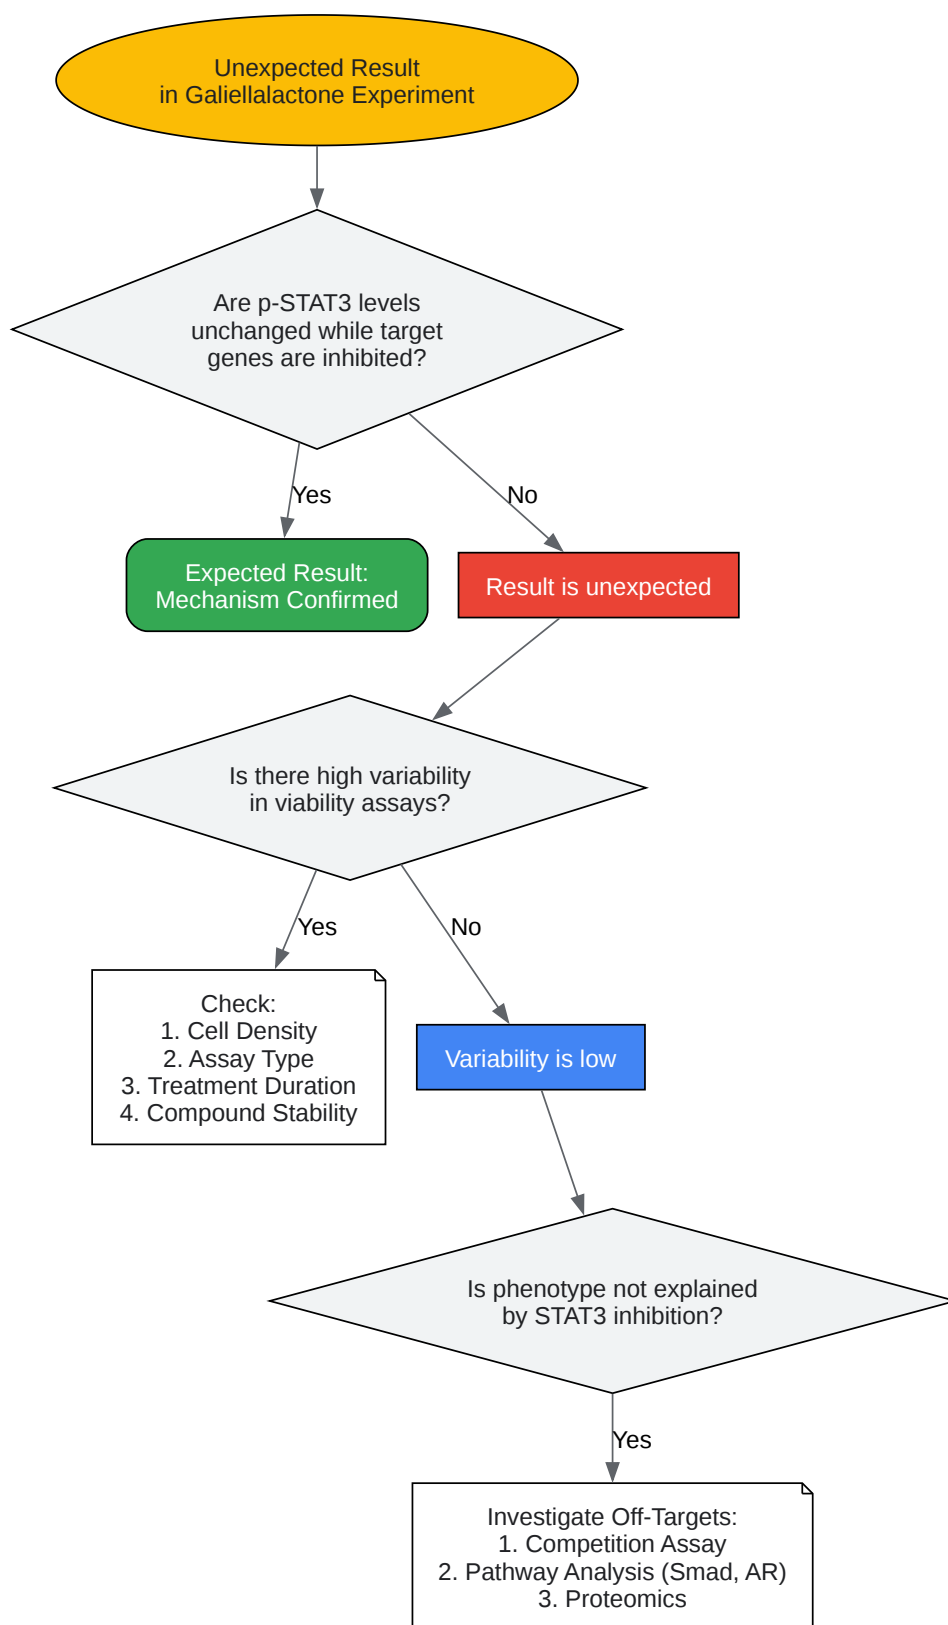 Unexpected Result
in Galiellalactone Experiment
Are p-STAT3 levels
unchanged while target
genes are inhibited?
Yes
No
Expected Result:
Mechanism Confirmed
Result is unexpected
Is there high variability
in viability assays?
Yes
No
Check:
1. Cell Density
2. Assay Type
3. Treatment Duration
4. Compound Stability
Variability is low
Is phenotype not explained
by STAT3 inhibition?
Yes
Investigate Off-Targets:
1. Competition Assay
2. Pathway Analysis (Smad, AR)
3. Proteomics